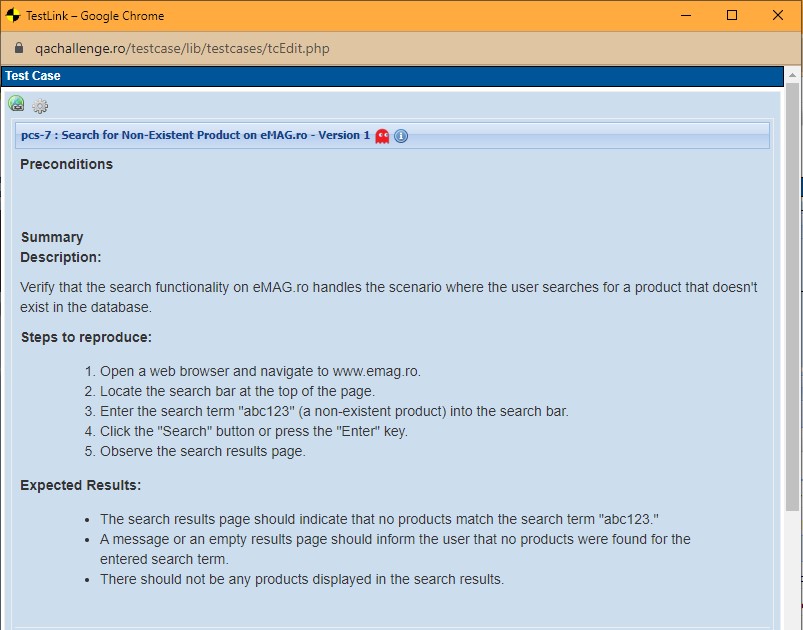 TestLink – Google Chrome
qachallenge.ro/testcase/lib/testcases/tcEdit.php
Test Case
pcs-7 : Search for Non-Existent Product on eMAG.ro - Version 1
Preconditions
Summary
Description:
Verify that the search functionality on eMAG.ro handles the scenario where the user searches for a product that doesn't
exist in the database.
Steps to reproduce:
1. Open a web browser and navigate to www.emag.ro.
2. Locate the search bar at the top of the page.
3. Enter the search term "abc123" (a non-existent product) into the search bar.
4. Click the "Search" button or press the "Enter" key.
5. Observe the search results page.
Expected Results:
• The search results page should indicate that no products match the search term "abc123."
• A message or an empty results page should inform the user that no products were found for the
entered search term.
• There should not be any products displayed in the search results.